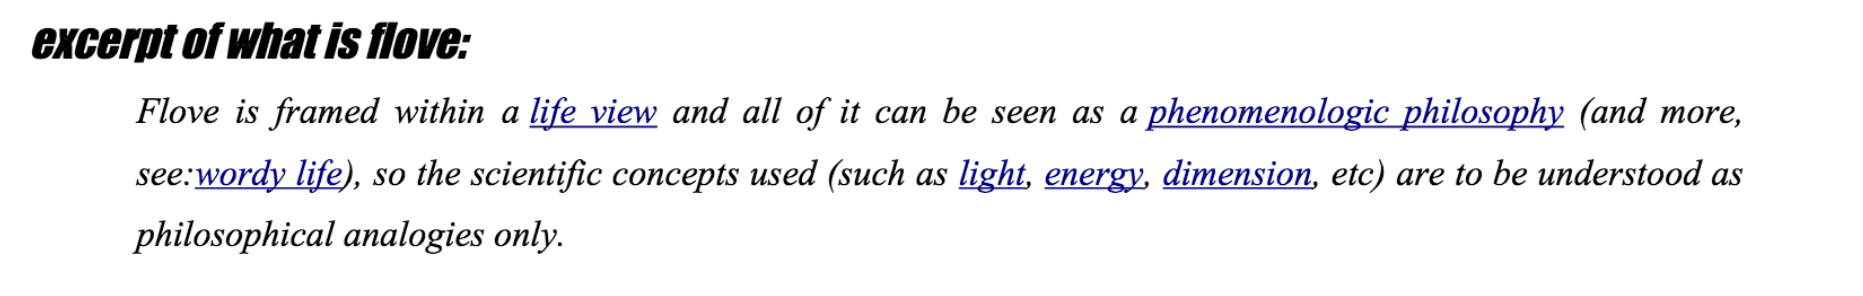 excerpt of what is flove:
Flove is framed within a life view and all of it can be seen as a phenomenologic philosophy (and more,
see:wordy life), so the scientific concepts used (such as light, energy, dimension, etc) are to be understood as
philosophical analogies only.